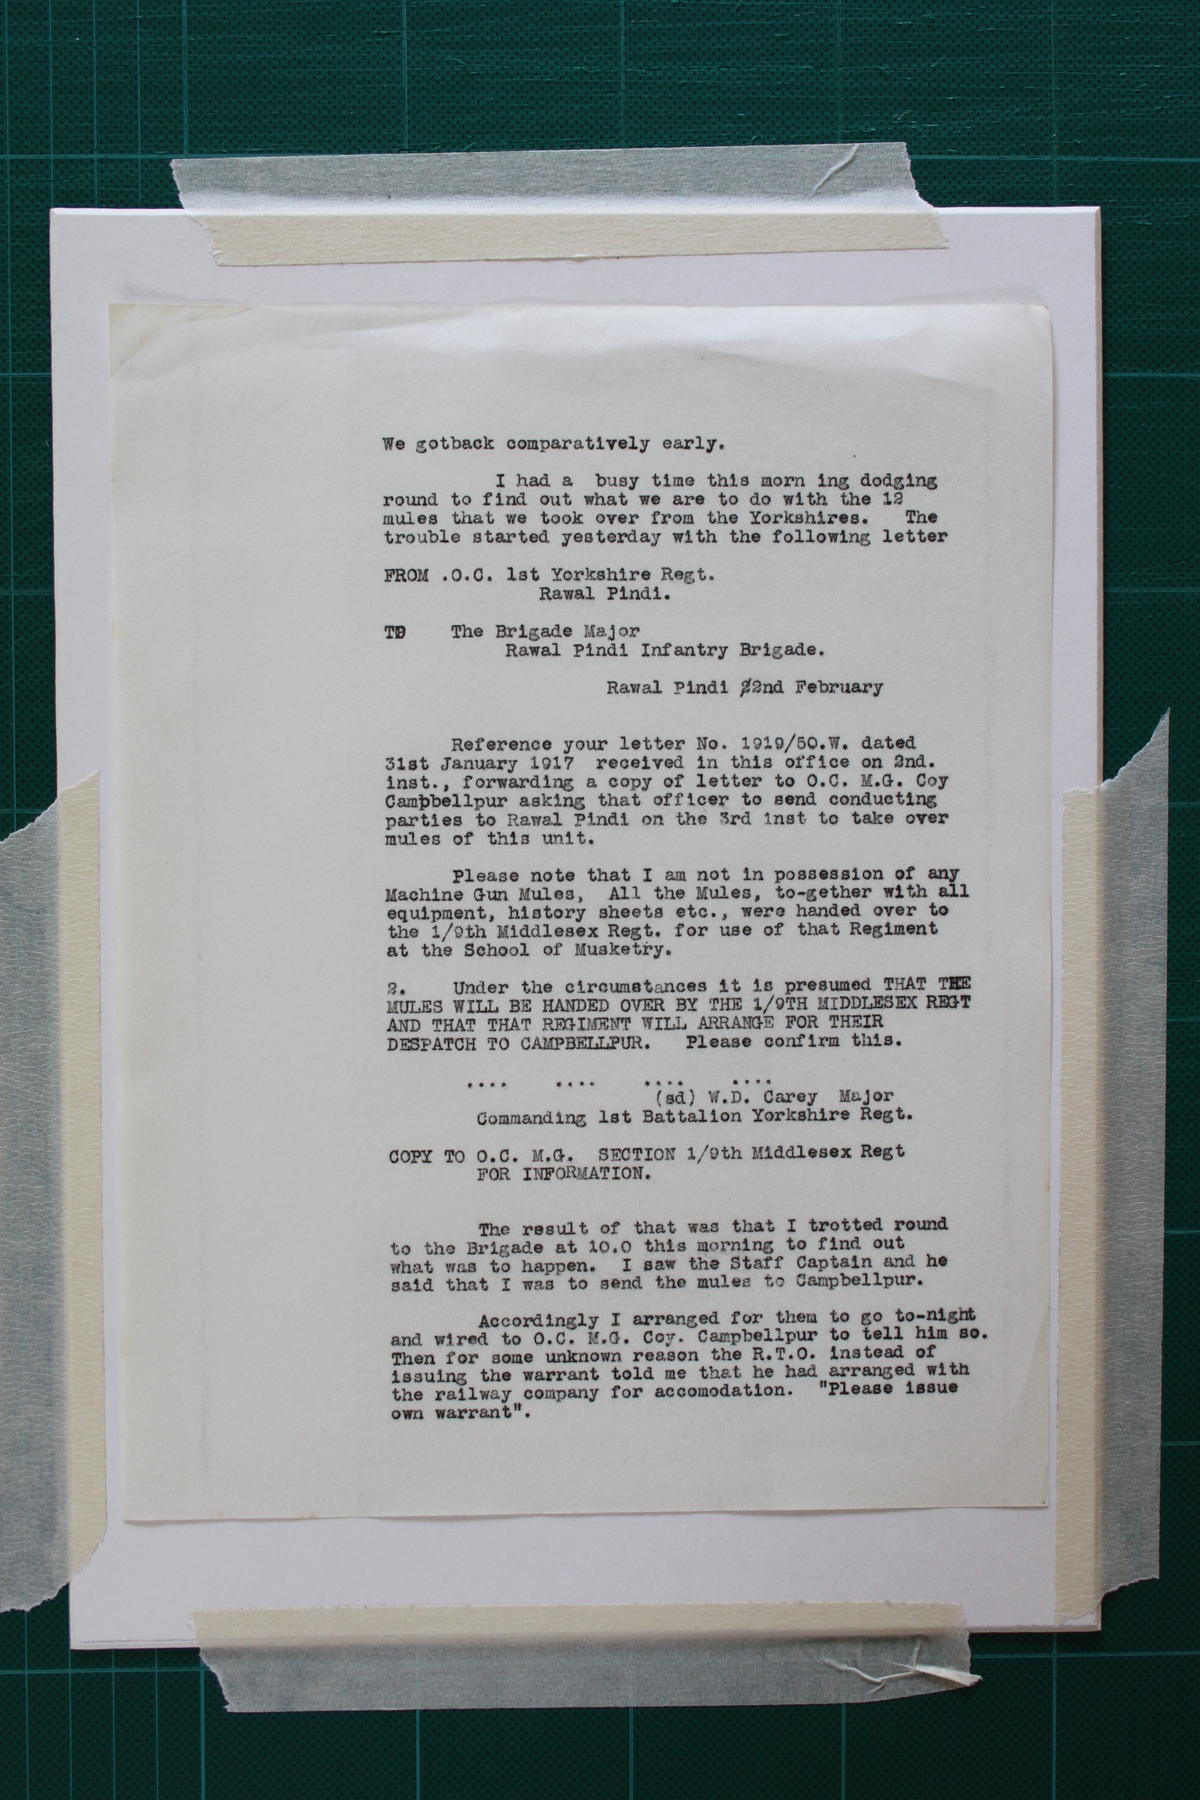 We gotback comparatively early.
I had a busy time this morn ing dodging
round to find out what we are to do with the 12
mules that we took over from the Yorkshires. The
trouble started yesterday with the following letter
FROM .O.C. 1st Yorkshire Regt.
Rawal Pindi.
TO The Brigade Major
Rawal Pindi Infantry Brigade.
Rawal Pindi 22nd February
Reference your letter No. 1919/50.W. dated
31st January 1917 received in this office on 2nd.
inst., forwarding a copy of letter to O.C. M.G. Coy
Campbellpur asking that officer to send conducting
parties to Rawal Pindi on the 3rd inst to take over
mules of this unit.
Please note that I am not in possession of any
Machine Gun Mules, All the Mules, to-gether with all
equipment, history sheets etc., were handed over to
the 1/9th Middlesex Regt. for use of that Regiment
at the School of Musketry.
2. Under the circumstances it is presumed THAT THE
MULES WILL BE HANDED OVER BY THE 1/9TH MIDDLESEX REGT
AND THAT THAT REGIMENT WILL ARRANGE FOR THEIR
DESPATCH TO CAMPBELLPUR. Please confirm this.
.... .... .... ....
(sd) W.D. Carey Major
Commanding 1st Battalion Yorkshire Regt.
COPY TO O.C. M.G. SECTION 1/9th Middlesex Regt
FOR INFORMATION.
The result of that was that I trotted round
to the Brigade at 10.0 this morning to find out
what was to happen. I saw the Staff Captain and he
said that I was to send the mules to Campbellpur.
Accordingly I arranged for them to go to-night
and wired to O.C. M.G. Coy. Campbellpur to tell him so.
Then for some unknown reason the R.T.O. instead of
issuing the warrant told me that he had arranged with
the railway company for accomodation. "Please issue
own warrant".